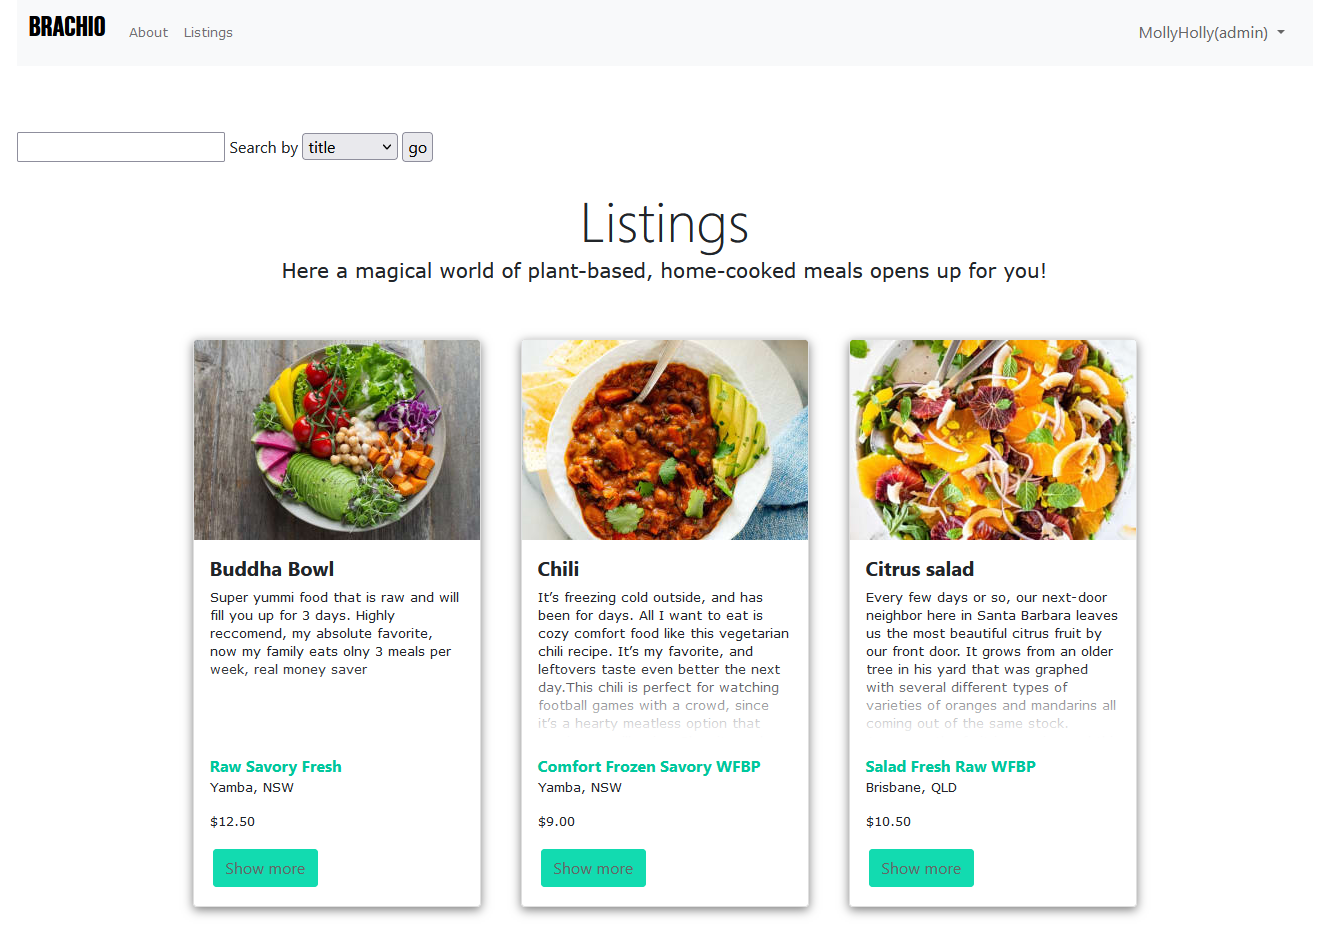 BRACHIO About Listings MollyHolly(admin)
Search by title go
Listings
Here a magical world of plant-based, home-cooked meals opens up for you!
Buddha Bowl
Super yummi food that is raw and will
fill you up for 3 days. Highly
reccomend, my absolute favorite,
now my family eats olny 3 meals per
week, real money saver
Raw Savory Fresh
Yamba, NSW
$12.50
Show more
Chili
It’s freezing cold outside, and has
been for days. All I want to eat is
cozy comfort food like this vegetarian
chili recipe. It’s my favorite, and
leftovers taste even better the next
day.This chili is perfect for watching
football games with a crowd, since
it’s a hearty meatless option that
Comfort Frozen Savory WFBP
Yamba, NSW
$9.00
Show more
Citrus salad
Every few days or so, our next-door
neighbor here in Santa Barbara leaves
us the most beautiful citrus fruit by
our front door. It grows from an older
tree in his yard that was graphed
with several different types of
varieties of oranges and mandarins all
coming out of the same stock.
Salad Fresh Raw WFBP
Brisbane, QLD
$10.50
Show more